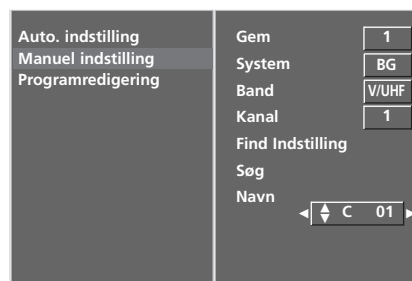 Auto. indstilling
Manuel indstilling
Programredigering
Gem 1
System BG
Band V/UHF
Kanal 1
Find Indstilling
Søg
Navn
C 01